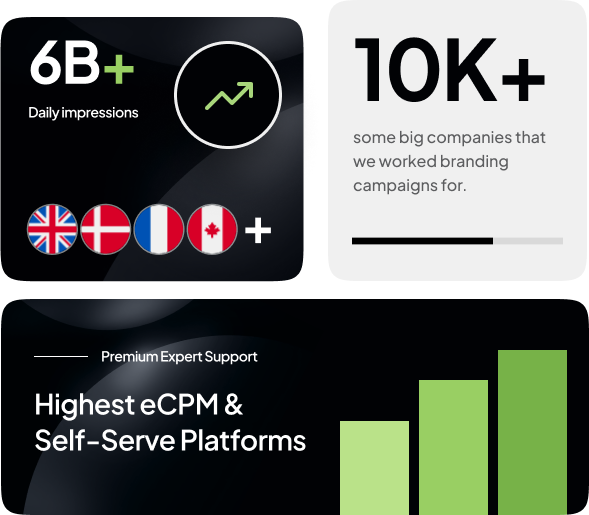 6B+
Daily impressions
+
10K+
some big companies that
we worked branding
campaigns for.
Premium Expert Support
Highest eCPM &
Self-Serve Platforms